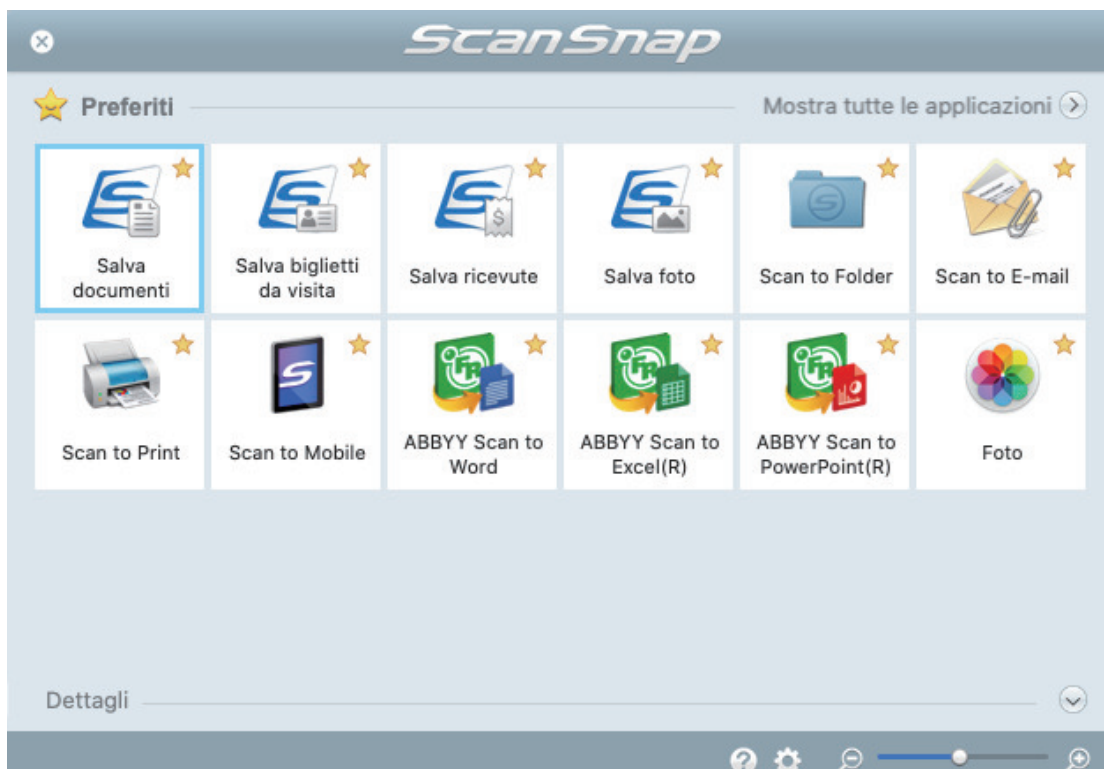 ScanSnap
Preferiti
Mostra tutte le applicazioni
Salva
documenti
Salva biglietti
da visita
Salva ricevute
Salva foto
Scan to Folder
Scan to E-mail
Scan to Print
Scan to Mobile
ABBYY Scan to
Word
ABBYY Scan to
Excel(R)
ABBYY Scan to
PowerPoint(R)
Foto
Dettagli